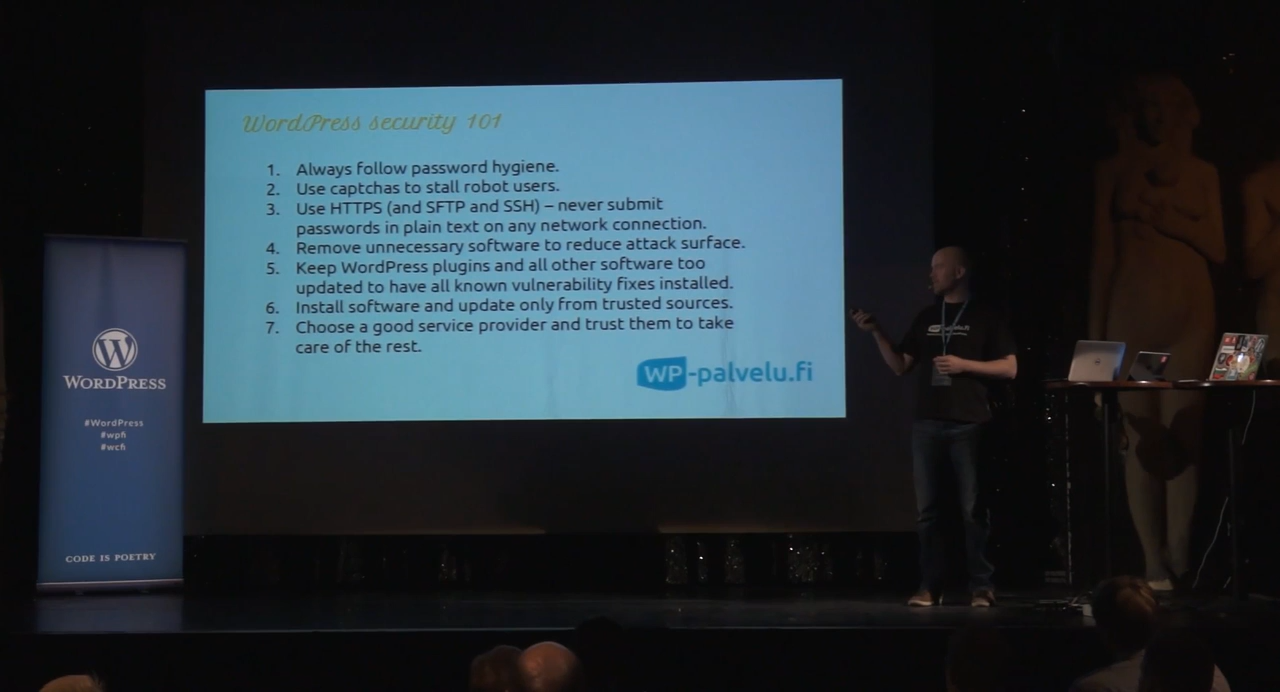 WordPress security 101
1. Always follow password hygiene.
2. Use captchas to stall robot users.
3. Use HTTPS (and SFTP and SSH) – never submit
passwords in plain text on any network connection.
4. Remove unnecessary software to reduce attack surface.
5. Keep WordPress plugins and all other software too
updated to have all known vulnerability fixes installed.
6. Install software and update only from trusted sources.
7. Choose a good service provider and trust them to take
care of the rest.
WP-palvelu.fi
WORDPRESS
#WordPress
#wpfi
#wcfi
CODE IS POETRY
WP-palvelu.fi